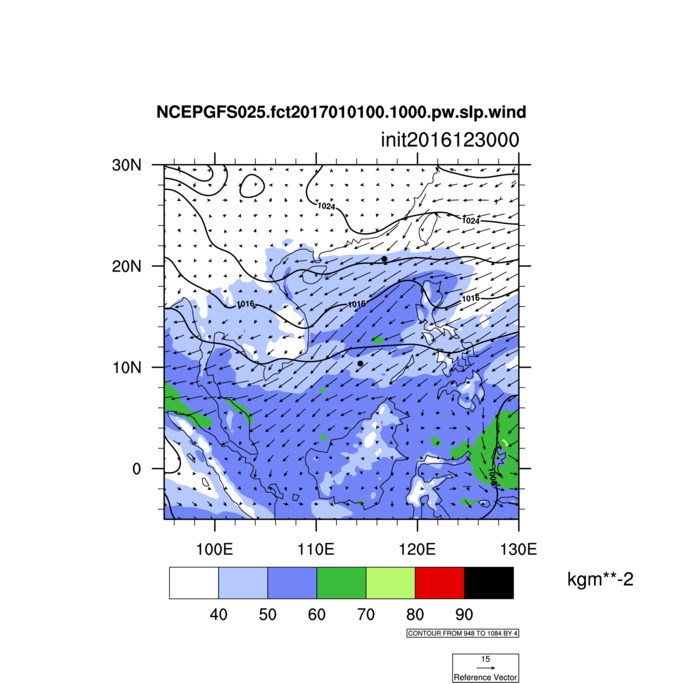 NCEPGFS025.fct2017010100.1000.pw.slp.wind
init2016123000
30N
20N
10N
0
1024
1024
1016
1016
1016
1008
100E
110E
120E
130E
40
50
60
70
80
90
kgm**-2
CONTOUR FROM 948 TO 1084 BY 4
15
Reference Vector